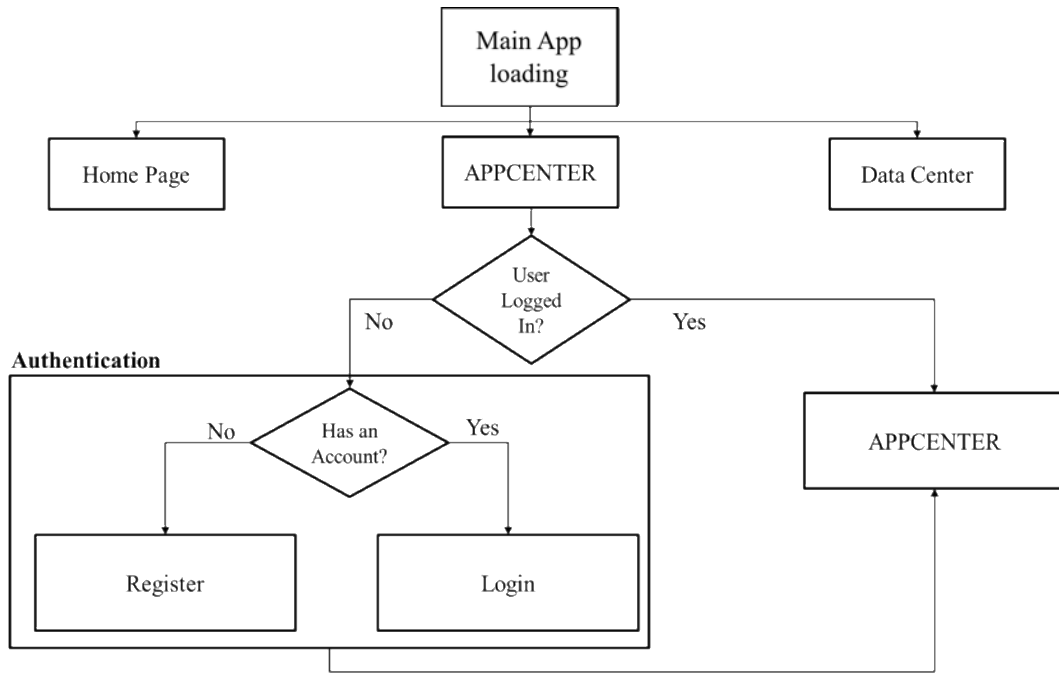 Main App
loading
Home Page
APPCENTER
Data Center
User
Logged
In?
No
Yes
Authentication
Has an
Account?
No
Yes
APPCENTER
Register
Login